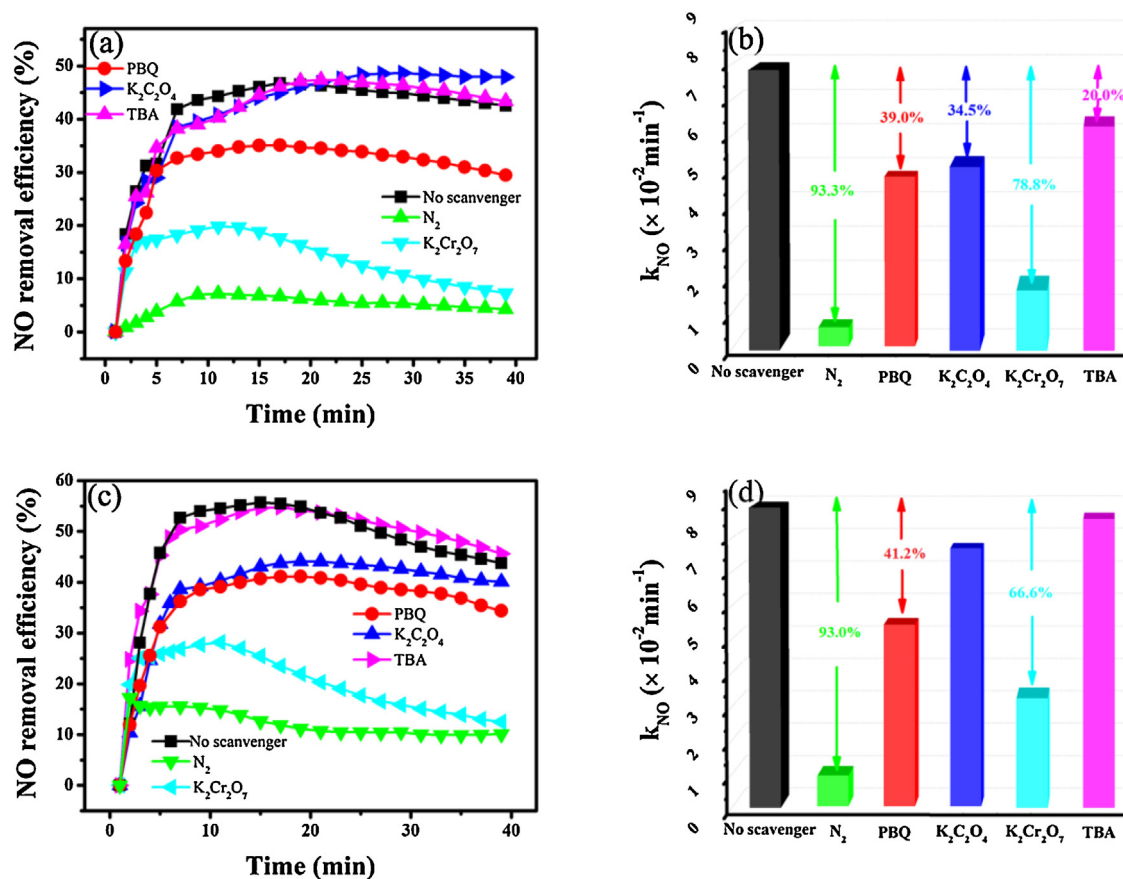 (a)
NO removal efficiency (%)
50
40
30
20
10
0
PBQ
K₂C₂O₄
TBA
No scanvenger
N₂
K₂Cr₂O₇
0 5 10 15 20 25 30 35 40
Time (min)
(b)
k_NO (× 10⁻² min⁻¹)
9
8
7
6
5
4
3
2
1
0
93.3%
39.0%
34.5%
78.8%
20.0%
No scavenger N₂ PBQ K₂C₂O₄ K₂Cr₂O₇ TBA
(c)
NO removal efficiency (%)
60
50
40
30
20
10
0
PBQ
K₂C₂O₄
TBA
No scanvenger
N₂
K₂Cr₂O₇
0 10 20 30 40
Time (min)
(d)
k_NO (× 10⁻² min⁻¹)
9
8
7
6
5
4
3
2
1
0
93.0%
41.2%
66.6%
No scavenger N₂ PBQ K₂C₂O₄ K₂Cr₂O₇ TBA